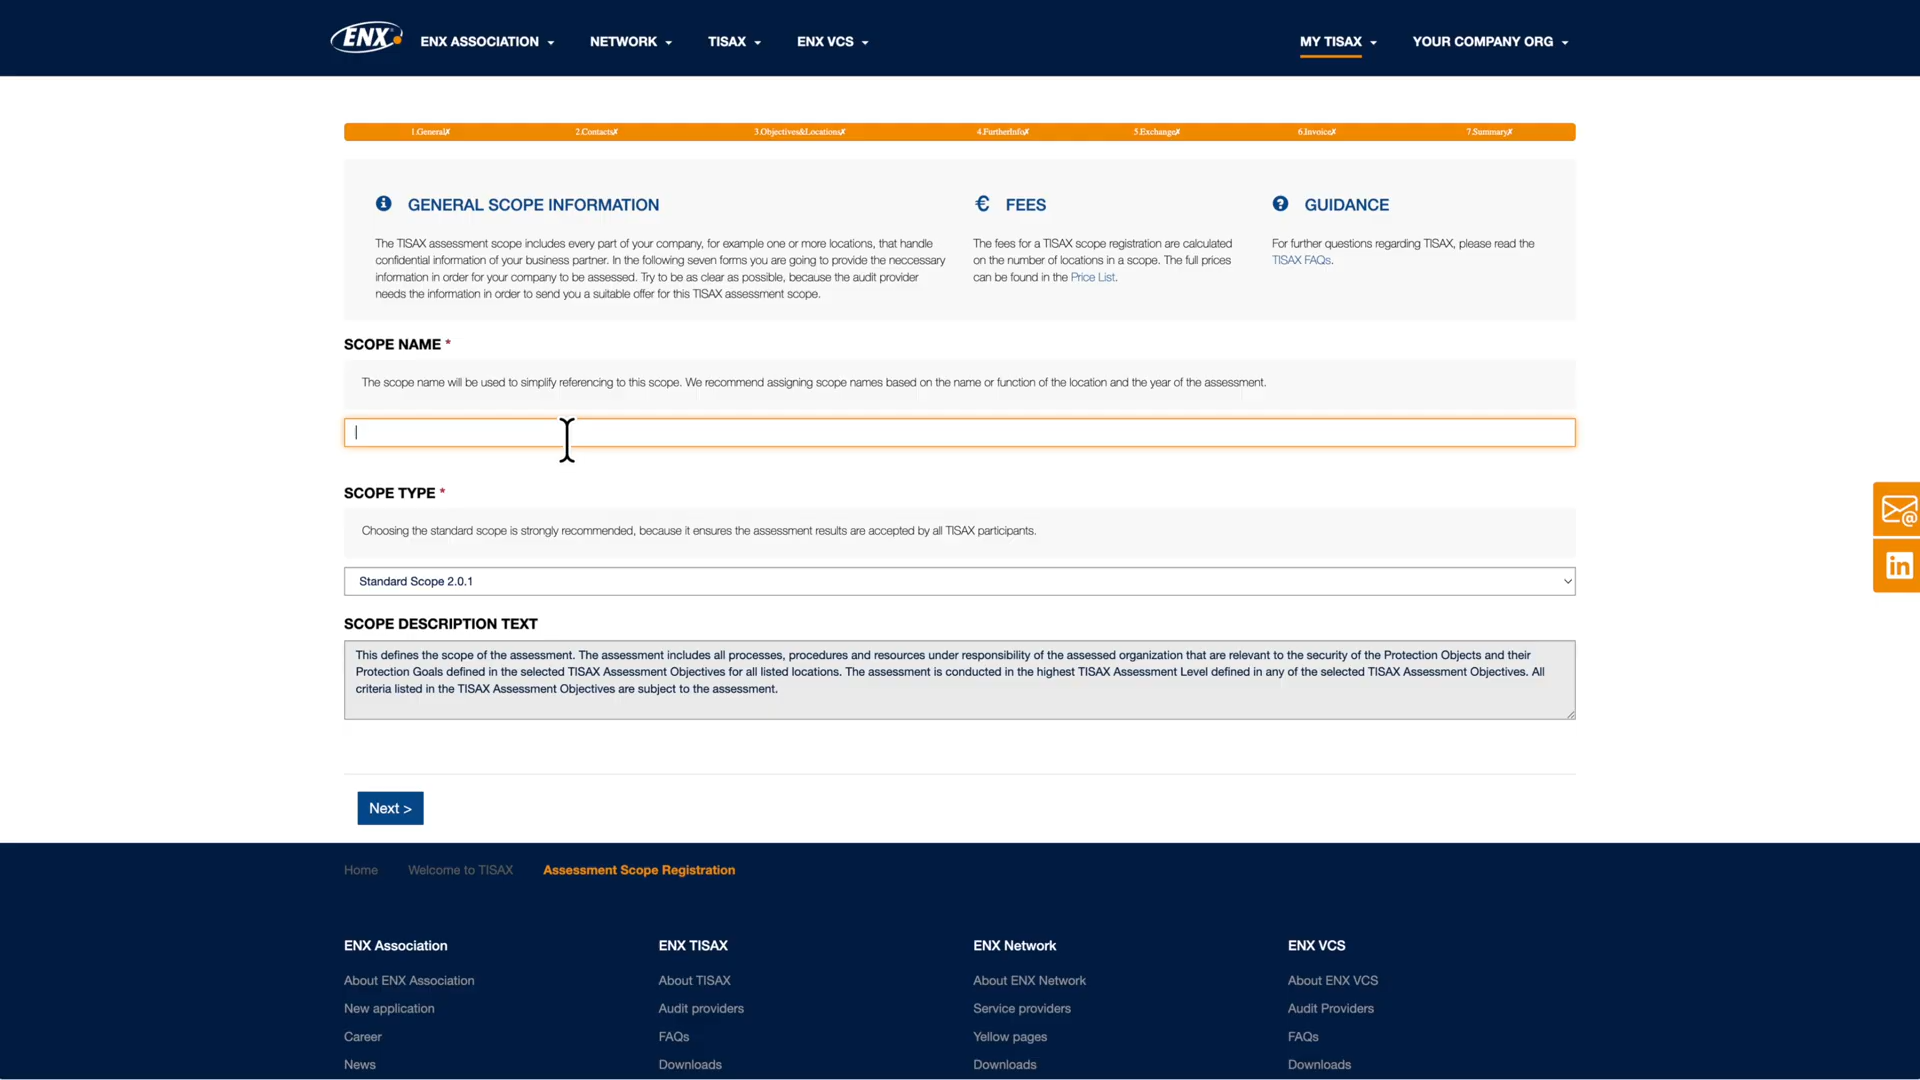 ENX ENX ASSOCIATION NETWORK TISAX ENX VCS MY TISAX YOUR COMPANY ORG
1.General✗ 2.Contacts✗ 3.Objectives&Locations✗ 4.FurtherInfo✗ 5.Exchange✗ 6.Invoice✗ 7.Summary✗
GENERAL SCOPE INFORMATION
The TISAX assessment scope includes every part of your company, for example one or more locations, that handle
confidential information of your business partner. In the following seven forms you are going to provide the neccessary
information in order for your company to be assessed. Try to be as clear as possible, because the audit provider
needs the information in order to send you a suitable offer for this TISAX assessment scope.
€ FEES
The fees for a TISAX scope registration are calculated
on the number of locations in a scope. The full prices
can be found in the Price List.
GUIDANCE
For further questions regarding TISAX, please read the
TISAX FAQs.
SCOPE NAME *
The scope name will be used to simplify referencing to this scope. We recommend assigning scope names based on the name or function of the location and the year of the assessment.
SCOPE TYPE *
Choosing the standard scope is strongly recommended, because it ensures the assessment results are accepted by all TISAX participants.
Standard Scope 2.0.1
SCOPE DESCRIPTION TEXT
This defines the scope of the assessment. The assessment includes all processes, procedures and resources under responsibility of the assessed organization that are relevant to the security of the Protection Objects and their
Protection Goals defined in the selected TISAX Assessment Objectives for all listed locations. The assessment is conducted in the highest TISAX Assessment Level defined in any of the selected TISAX Assessment Objectives. All
criteria listed in the TISAX Assessment Objectives are subject to the assessment.
Next >
Home Welcome to TISAX Assessment Scope Registration
ENX Association
About ENX Association
New application
Career
News
ENX TISAX
About TISAX
Audit providers
FAQs
Downloads
ENX Network
About ENX Network
Service providers
Yellow pages
Downloads
ENX VCS
About ENX VCS
Audit Providers
FAQs
Downloads